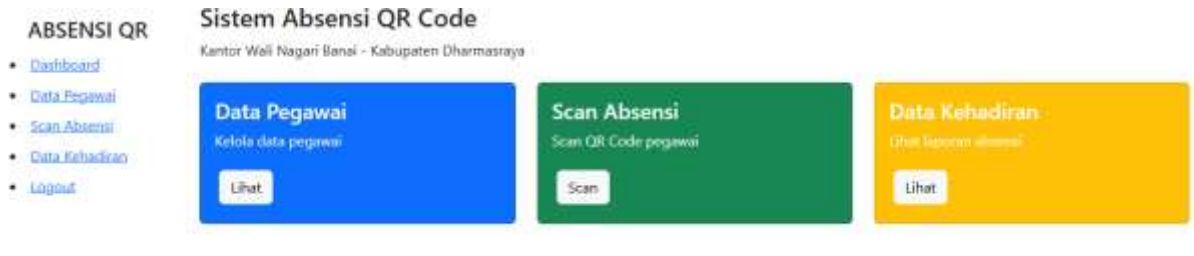 ABSENSI QR
Dashboard
Data Pegawai
Scan Absensi
Data Kehadiran
Logout
Sistem Absensi QR Code
Kantor Wali Nagari Banai - Kabupaten Dharmasraya
Data Pegawai
Kelola data pegawai
Lihat
Scan Absensi
Scan QR Code pegawai
Scan
Data Kehadiran
Lihat laporan absensi
Lihat